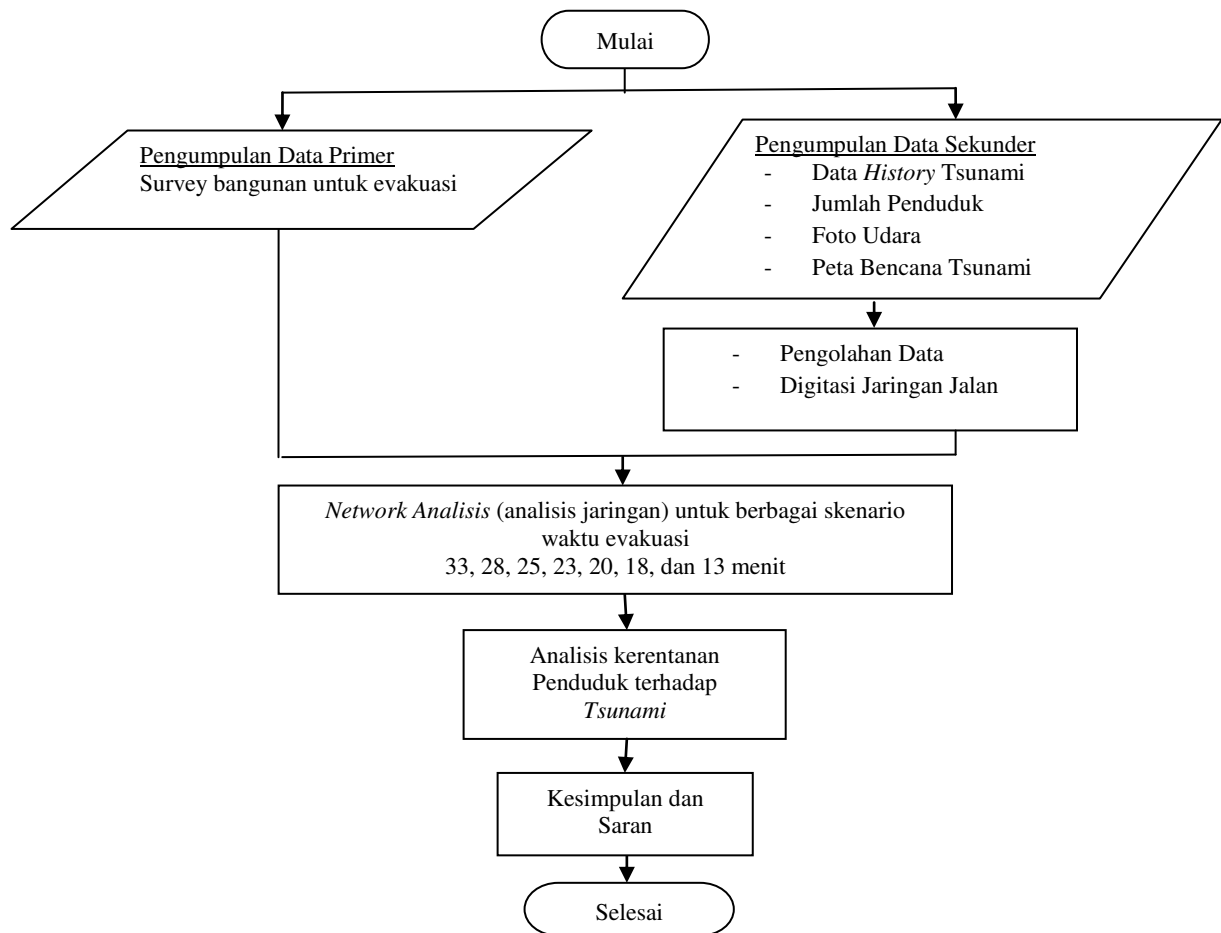 Mulai
Pengumpulan Data Primer
Survey bangunan untuk evakuasi
Pengumpulan Data Sekunder
- Data History Tsunami
- Jumlah Penduduk
- Foto Udara
- Peta Bencana Tsunami
- Pengolahan Data
- Digitasi Jaringan Jalan
Network Analisis (analisis jaringan) untuk berbagai skenario
waktu evakuasi
33, 28, 25, 23, 20, 18, dan 13 menit
Analisis kerentanan
Penduduk terhadap
Tsunami
Kesimpulan dan
Saran
Selesai